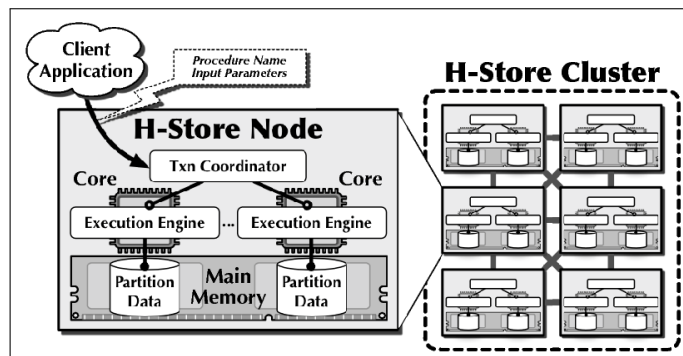 Client
Application
Procedure Name
Input Parameters
H-Store Cluster
H-Store Node
Txn Coordinator
Core
Core
Execution Engine
...
Execution Engine
Partition
Data
Main
Memory
Partition
Data